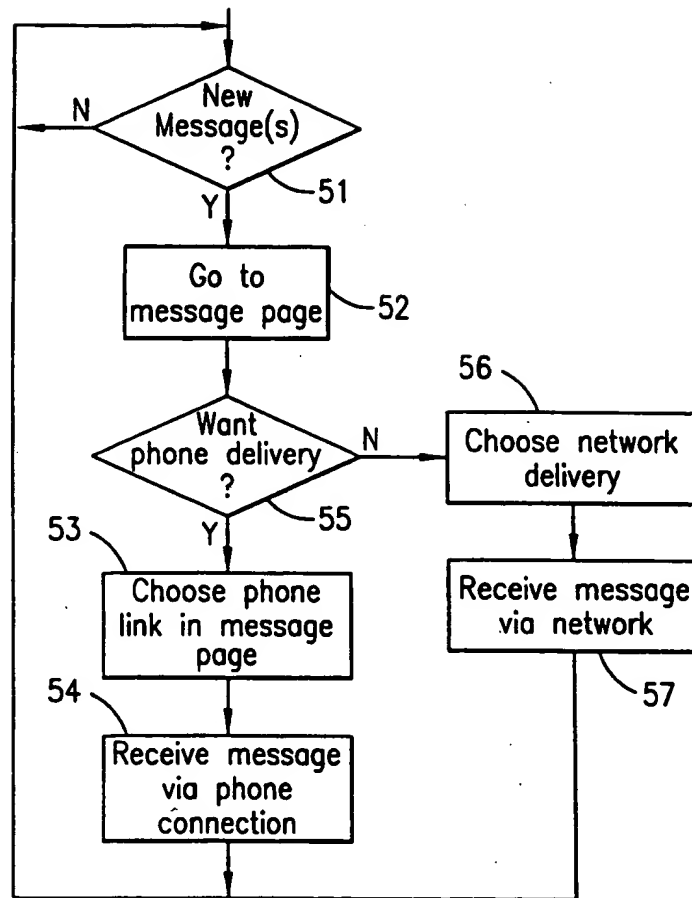 N
New
Message(s)
?
51
Y
Go to
message page
52
Want
phone delivery
?
N
55
Y
56
Choose network
delivery
53
Choose phone
link in message
page
Receive message
via network
57
54
Receive message
via phone
connection